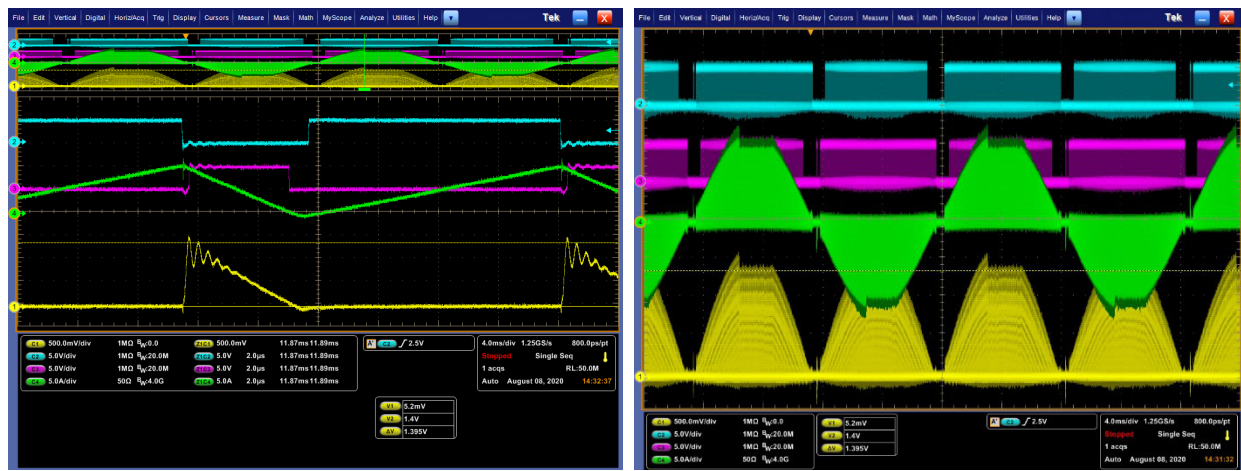 File Edit Vertical Digital Horiz/Acq Trig Display Cursors Measure Mask Math MyScope Analyze Utilities Help Tek X
2
3
4
1
C1 500.0mV/div 1MΩ BW:0.0 Z1C1 500.0mV 11.87ms 11.89ms
C2 5.0V/div 1MΩ BW:20.0M Z1C2 5.0V 2.0µs 11.87ms 11.89ms
C3 5.0V/div 1MΩ BW:20.0M Z1C3 5.0V 2.0µs 11.87ms 11.89ms
C4 5.0A/div 50Ω BW:4.0G Z1C4 5.0A 2.0µs 11.87ms 11.89ms
A' C2 2.5V
4.0ms/div 1.25GS/s 800.0ps/pt
Stopped Single Seq
1 acqs RL:50.0M
Auto August 08, 2020 14:32:37
V1 5.2mV
V2 1.4V
ΔV 1.395V
File Edit Vertical Digital Horiz/Acq Trig Display Cursors Measure Mask Math MyScope Analyze Utilities Help Tek X
2
3
4
1
C1 500.0mV/div 1MΩ BW:0.0
C2 5.0V/div 1MΩ BW:20.0M
C3 5.0V/div 1MΩ BW:20.0M
C4 5.0A/div 50Ω BW:4.0G
V1 5.2mV
V2 1.4V
ΔV 1.395V
A' C2 2.5V
4.0ms/div 1.25GS/s 800.0ps/pt
Stopped Single Seq
1 acqs RL:50.0M
Auto August 08, 2020 14:31:32